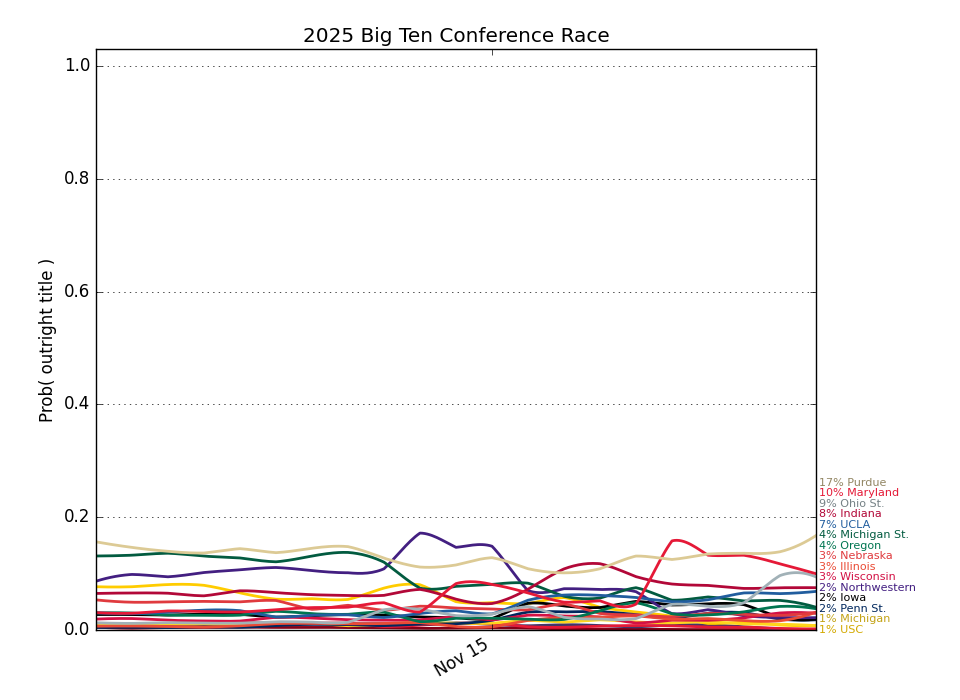 2025 Big Ten Conference Race
1.0
0.8
0.6
0.4
0.2
0.0
Prob( outright title )
Nov 15
17% Purdue
10% Maryland
9% Ohio St.
8% Indiana
7% UCLA
4% Michigan St.
4% Oregon
3% Nebraska
3% Illinois
3% Wisconsin
2% Northwestern
2% Iowa
2% Penn St.
1% Michigan
1% USC